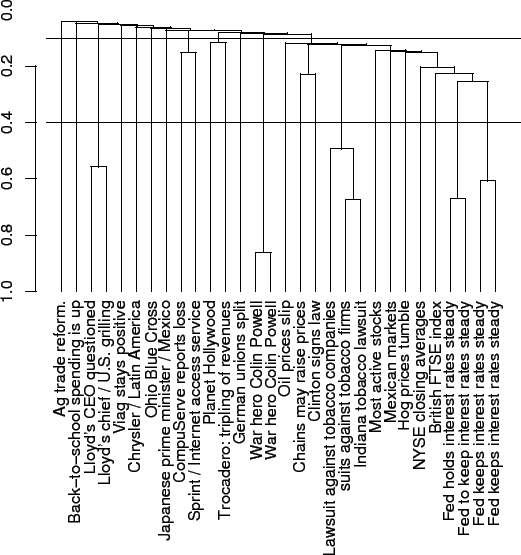 0.0
0.2
0.4
0.6
0.8
1.0
Ag trade reform.
Back−to−school spending is up
Lloyd's CEO questioned
Lloyd's chief / U.S. grilling
Viag stays positive
Chrysler / Latin America
Ohio Blue Cross
Japanese prime minister / Mexico
CompuServe reports loss
Sprint / Internet access service
Planet Hollywood
Trocadero: tripling of revenues
German unions split
War hero Colin Powell
War hero Colin Powell
Oil prices slip
Chains may raise prices
Clinton signs law
Lawsuit against tobacco companies
suits against tobacco firms
Indiana tobacco lawsuit
Most active stocks
Mexican markets
Hog prices tumble
NYSE closing averages
British FTSE index
Fed holds interest rates steady
Fed to keep interest rates steady
Fed keeps interest rates steady
Fed keeps interest rates steady